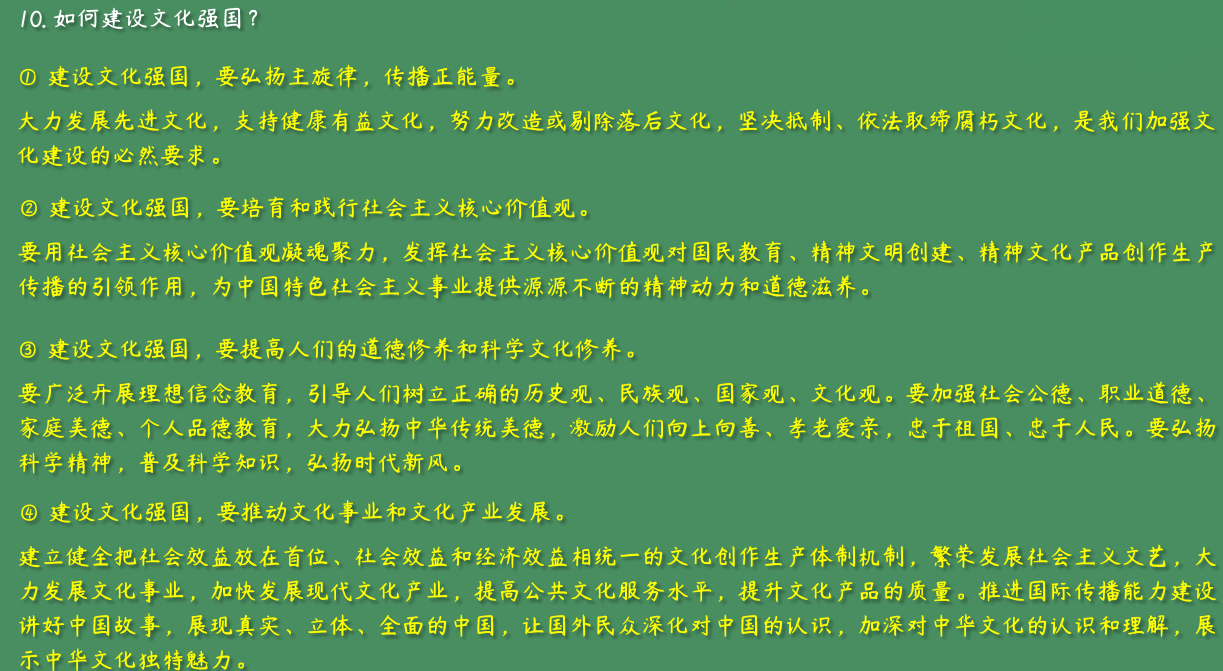 10. 如何建设文化强国？
① 建设文化强国，要弘扬主旋律，传播正能量。
大力发展先进文化，支持健康有益文化，努力改造或剔除落后文化，坚决抵制、依法取缔腐朽文化，是我们加强文
化建设的必然要求。
② 建设文化强国，要培育和践行社会主义核心价值观。
要用社会主义核心价值观凝魂聚力，发挥社会主义核心价值观对国民教育、精神文明创建、精神文化产品创作生产
传播的引领作用，为中国特色社会主义事业提供源源不断的精神动力和道德滋养。
③ 建设文化强国，要提高人们的道德修养和科学文化修养。
要广泛开展理想信念教育，引导人们树立正确的历史观、民族观、国家观、文化观。要加强社会公德、职业道德、
家庭美德、个人品德教育，大力弘扬中华传统美德，激励人们向上向善、孝老爱亲，忠于祖国、忠于人民。要弘扬
科学精神，普及科学知识，弘扬时代新风。
④ 建设文化强国，要推动文化事业和文化产业发展。
建立健全把社会效益放在首位、社会效益和经济效益相统一的文化创作生产体制机制，繁荣发展社会主义文艺，大
力发展文化事业，加快发展现代文化产业，提高公共文化服务水平，提升文化产品的质量。推进国际传播能力建设
讲好中国故事，展现真实、立体、全面的中国，让国外民众深化对中国的认识，加深对中华文化的认识和理解，展
示中华文化独特魅力。